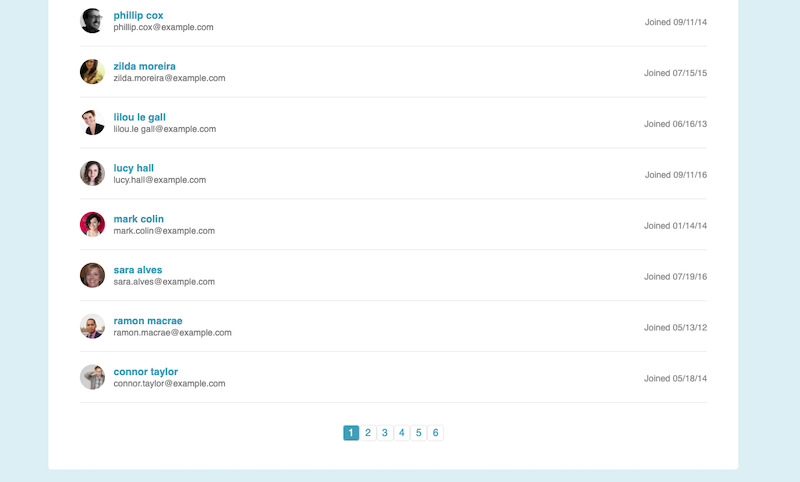 phillip cox
phillip.cox@example.com
Joined 09/11/14
zilda moreira
zilda.moreira@example.com
Joined 07/15/15
lilou le gall
lilou.le gall@example.com
Joined 06/16/13
lucy hall
lucy.hall@example.com
Joined 09/11/16
mark colin
mark.colin@example.com
Joined 01/14/14
sara alves
sara.alves@example.com
Joined 07/19/16
ramon macrae
ramon.macrae@example.com
Joined 05/13/12
connor taylor
connor.taylor@example.com
Joined 05/18/14
1 2 3 4 5 6